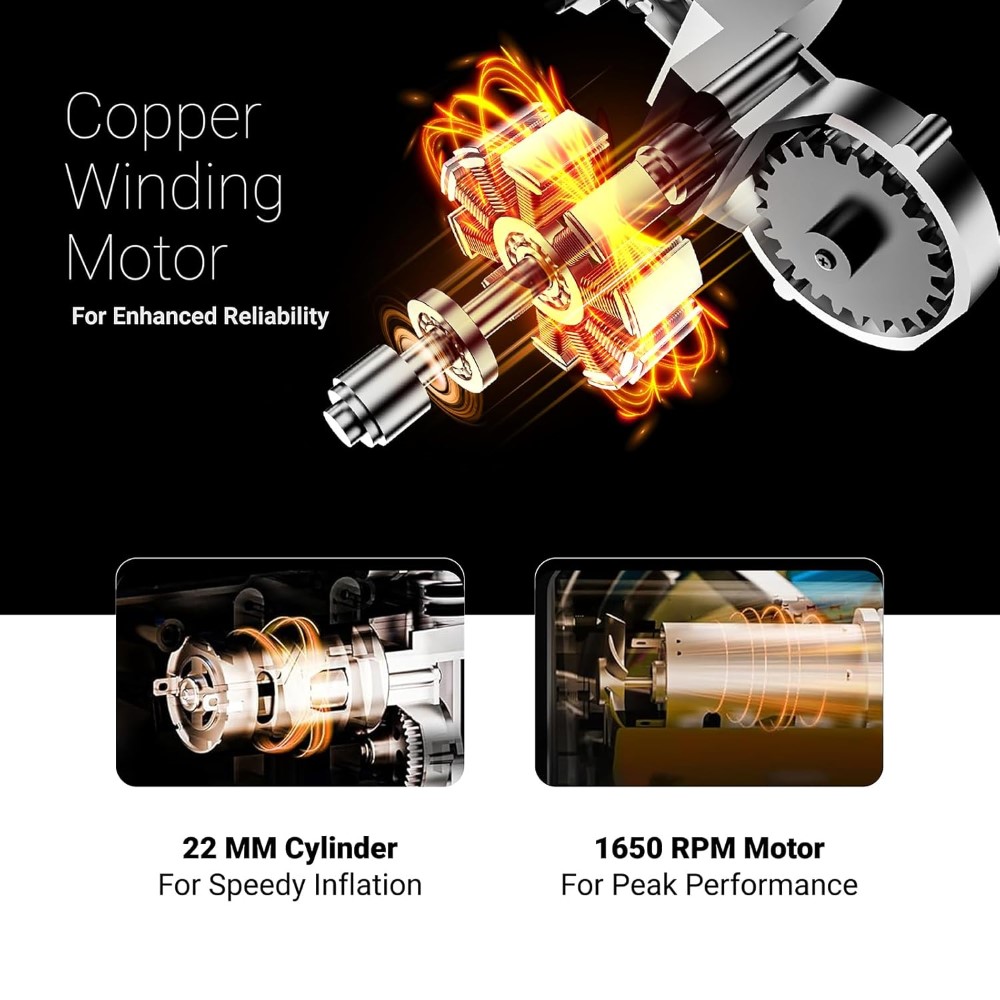 Copper
Winding
Motor
For Enhanced Reliability
22 MM Cylinder
For Speedy Inflation
1650 RPM Motor
For Peak Performance